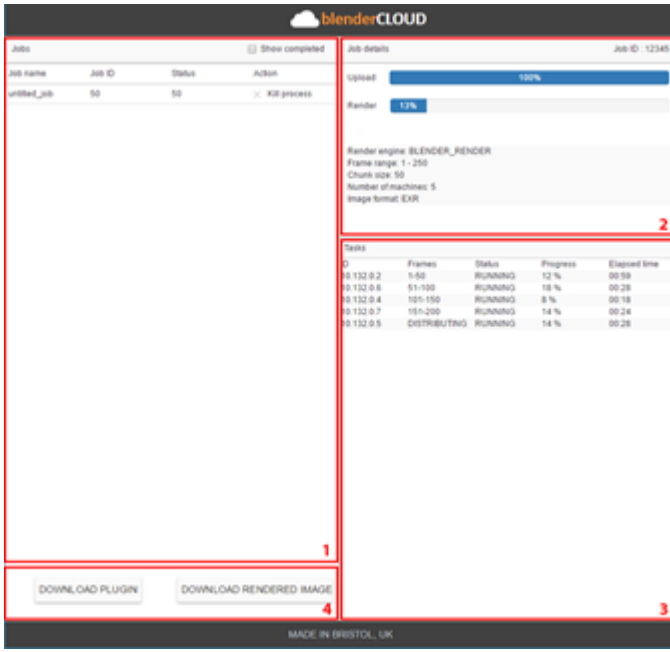 blenderCLOUD
Jobs Show completed
Job name Job ID Status Action
untitled_job 50 50 Kill process
1
Job details Job ID : 12345
Upload 100%
Render 13%
Render engine: BLENDER_RENDER
Frame range: 1 - 250
Chunk size: 50
Number of machines: 5
Image format: EXR
2
Tasks
ID Frames Status Progress Elapsed time
10.132.0.2 1-50 RUNNING 12 % 00:59
10.132.0.6 51-100 RUNNING 18 % 00:28
10.132.0.4 101-150 RUNNING 8 % 00:18
10.132.0.7 151-200 RUNNING 14 % 00:24
10.132.0.5 DISTRIBUTING RUNNING 14 % 00:28
3
DOWNLOAD PLUGIN DOWNLOAD RENDERED IMAGE
4
MADE IN BRISTOL, UK